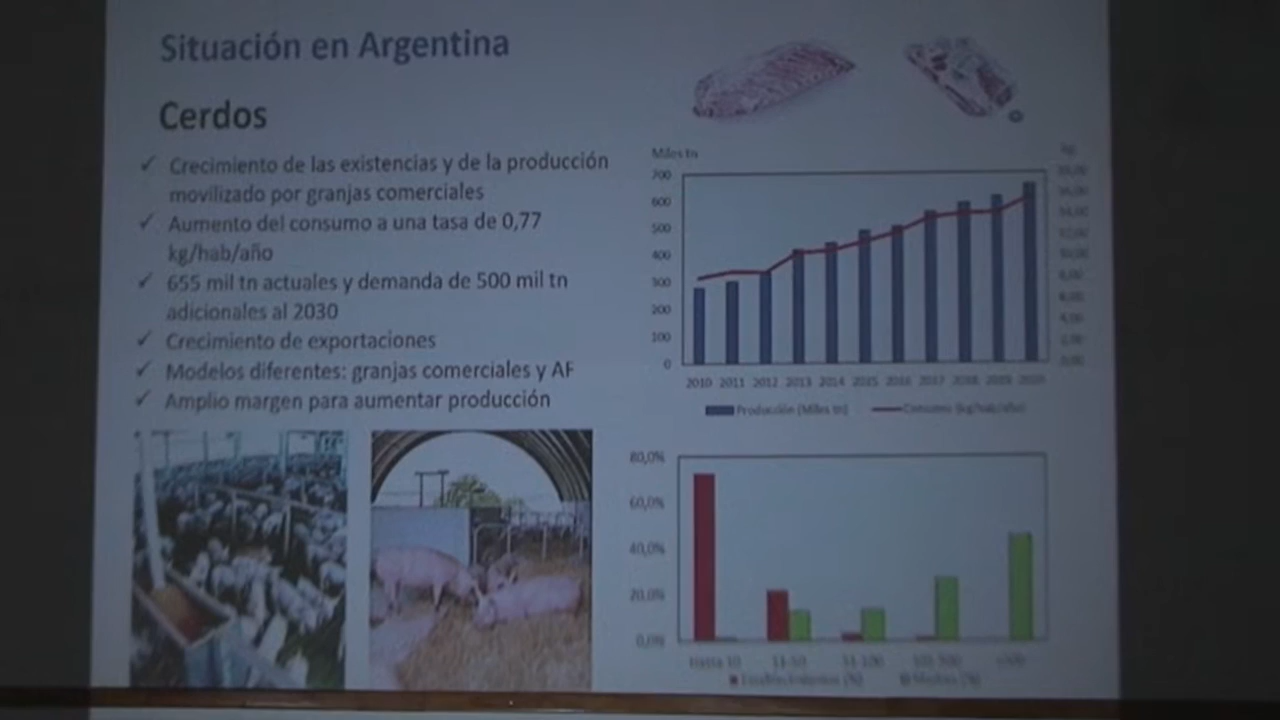 Situación en Argentina
Cerdos
✓ Crecimiento de las existencias y de la producción
movilizado por granjas comerciales
✓ Aumento del consumo a una tasa de 0,77
kg/hab/año
✓ 655 mil tn actuales y demanda de 500 mil tn
adicionales al 2030
✓ Crecimiento de exportaciones
✓ Modelos diferentes: granjas comerciales y AF
✓ Amplio margen para aumentar producción
Miles tn
kg
700
600
500
400
300
200
100
0
2010 2011 2012 2013 2014 2015 2016 2017 2018 2019 2020
Producción (Miles tn) Consumo (kg/hab/año)
80,0%
60,0%
40,0%
20,0%
0,0%
Hasta 10 11-50 51-100